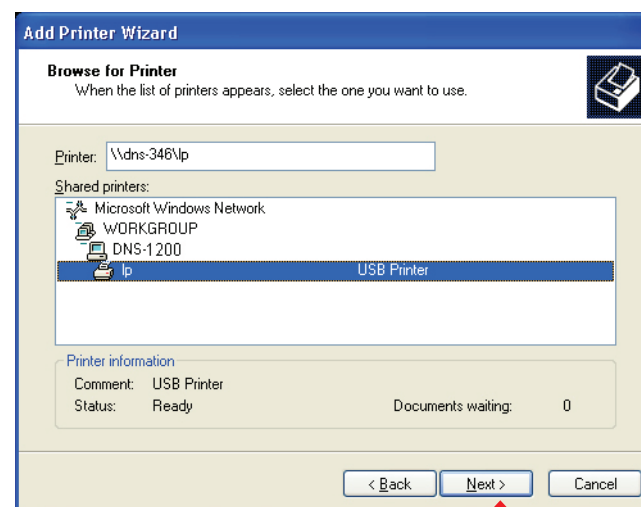 Add Printer Wizard
Browse for Printer
When the list of printers appears, select the one you want to use.
Printer: \\dns-346\lp
Shared printers:
Microsoft Windows Network
WORKGROUP
DNS-1200
lp USB Printer
Printer information
Comment: USB Printer
Status: Ready Documents waiting: 0
< Back Next > Cancel